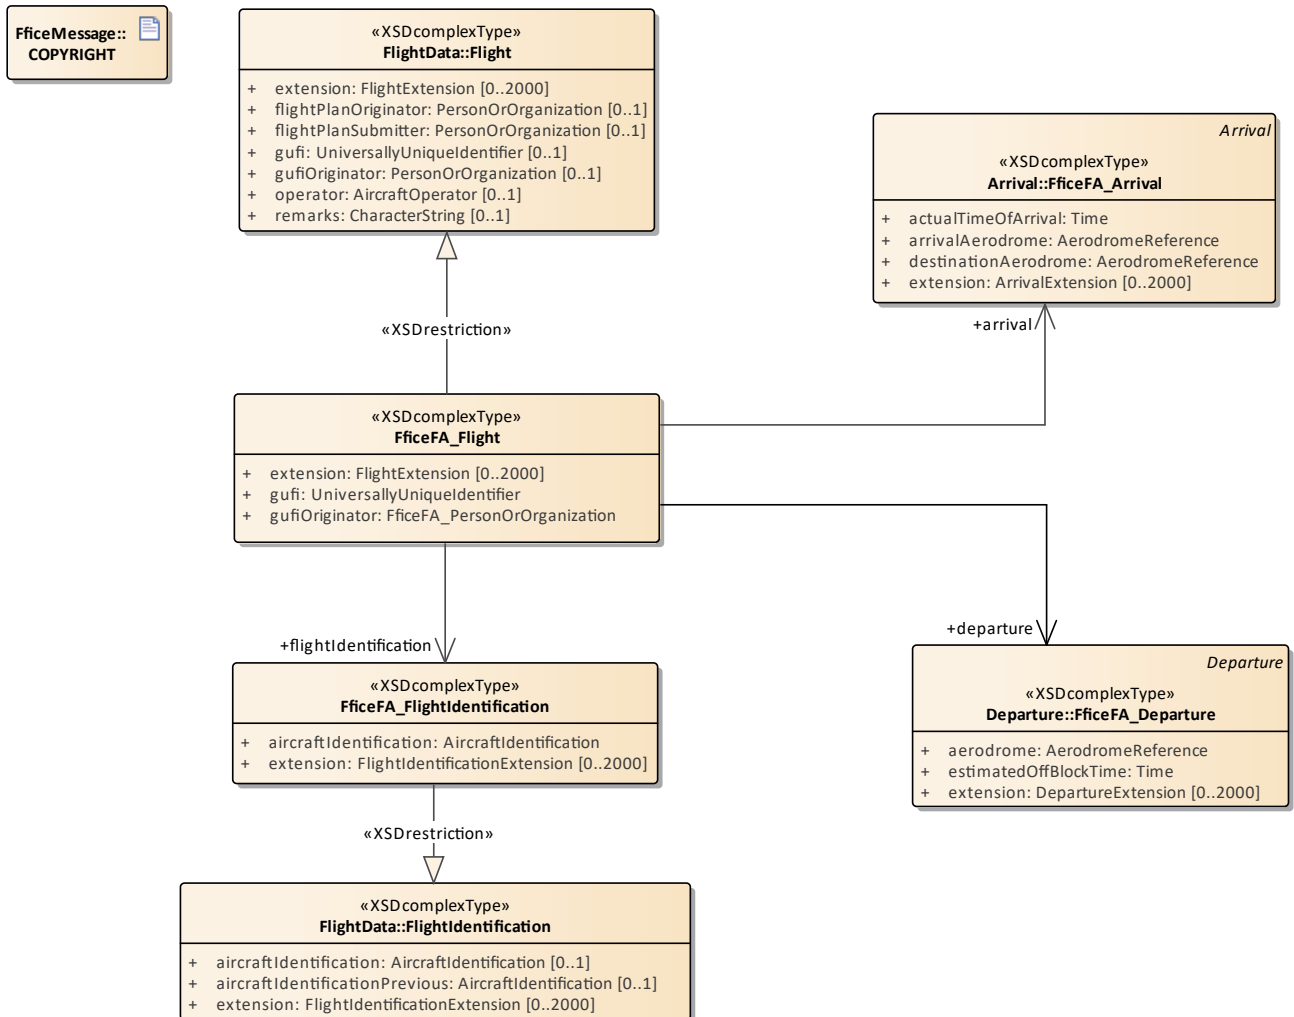 FficeMessage::
COPYRIGHT
«XSDcomplexType»
FlightData::Flight
+ extension: FlightExtension [0..2000]
+ flightPlanOriginator: PersonOrOrganization [0..1]
+ flightPlanSubmitter: PersonOrOrganization [0..1]
+ gufi: UniversallyUniqueIdentifier [0..1]
+ gufiOriginator: PersonOrOrganization [0..1]
+ operator: AircraftOperator [0..1]
+ remarks: CharacterString [0..1]
Arrival
«XSDcomplexType»
Arrival::FficeFA_Arrival
+ actualTimeOfArrival: Time
+ arrivalAerodrome: AerodromeReference
+ destinationAerodrome: AerodromeReference
+ extension: ArrivalExtension [0..2000]
+arrival
«XSDrestriction»
«XSDcomplexType»
FficeFA_Flight
+ extension: FlightExtension [0..2000]
+ gufi: UniversallyUniqueIdentifier
+ gufiOriginator: FficeFA_PersonOrOrganization
+departure
+flightIdentification
Departure
«XSDcomplexType»
Departure::FficeFA_Departure
+ aerodrome: AerodromeReference
+ estimatedOffBlockTime: Time
+ extension: DepartureExtension [0..2000]
«XSDcomplexType»
FficeFA_FlightIdentification
+ aircraftIdentification: AircraftIdentification
+ extension: FlightIdentificationExtension [0..2000]
«XSDrestriction»
«XSDcomplexType»
FlightData::FlightIdentification
+ aircraftIdentification: AircraftIdentification [0..1]
+ aircraftIdentificationPrevious: AircraftIdentification [0..1]
+ extension: FlightIdentificationExtension [0..2000]